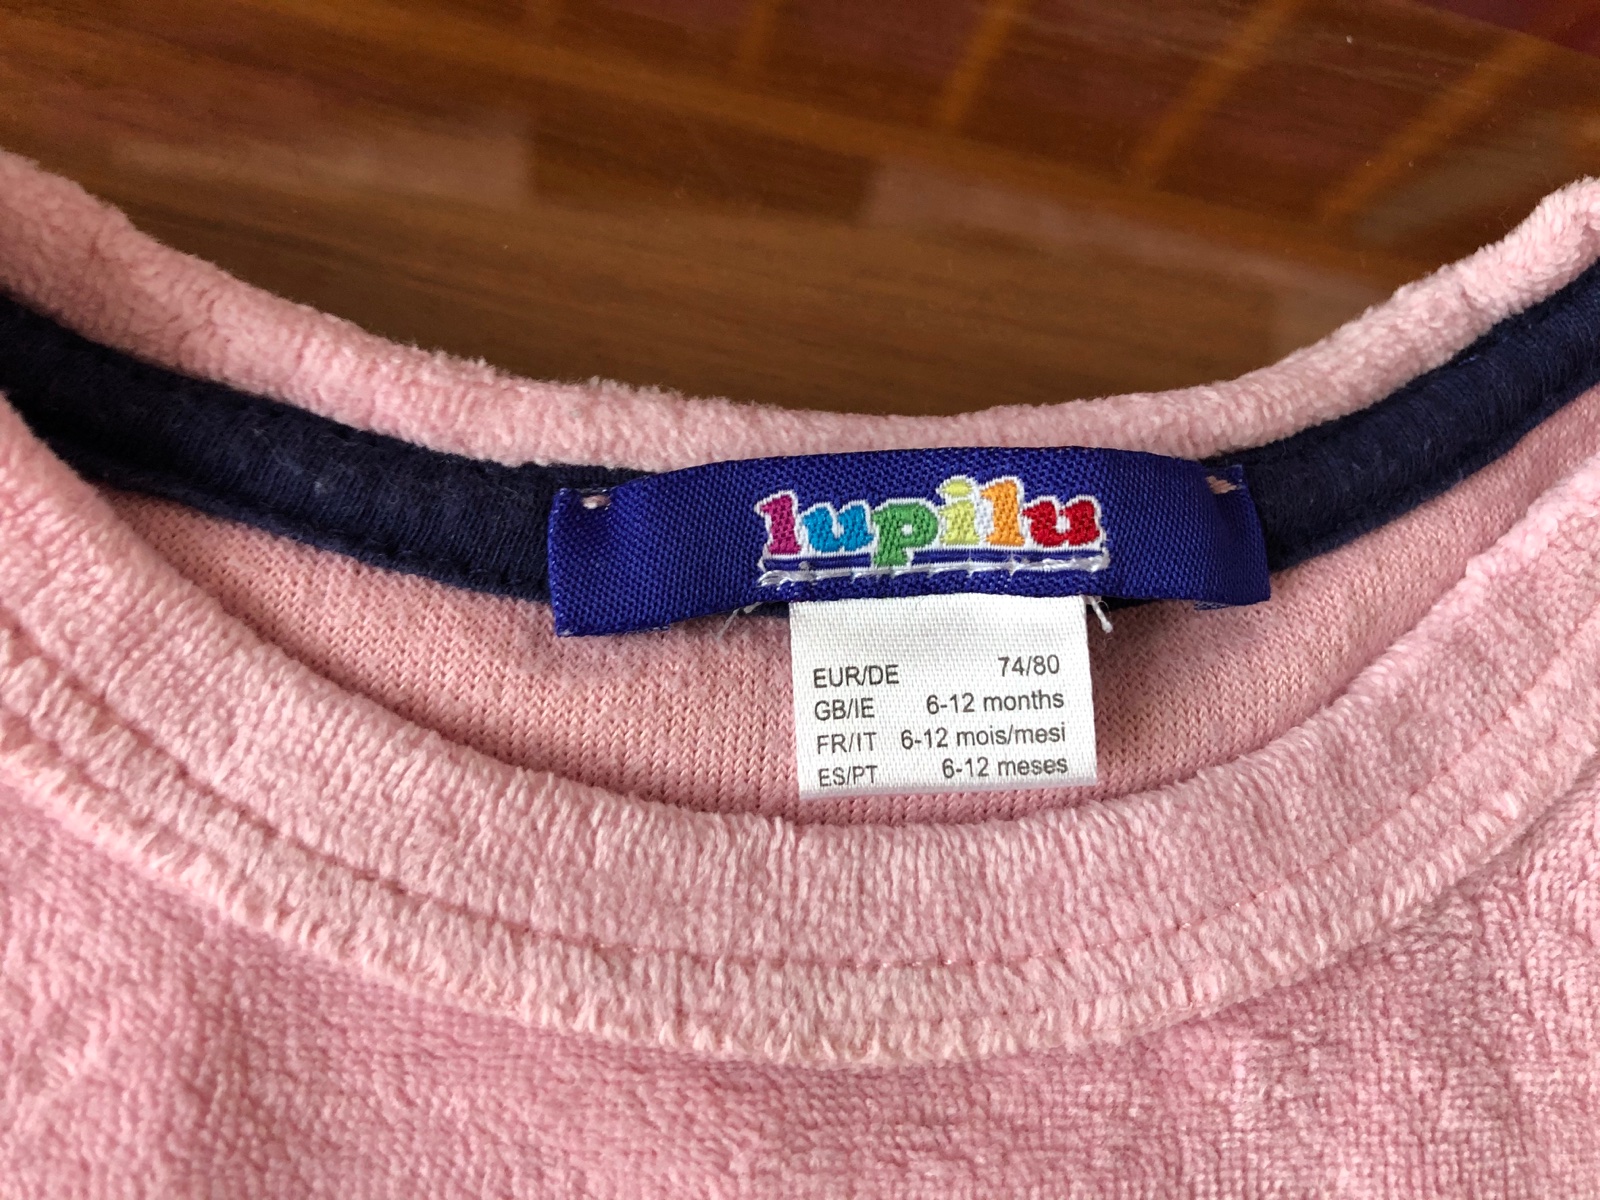 lupilu
EUR/DE 74/80
GB/IE 6-12 months
FR/IT 6-12 mois/mesi
ES/PT 6-12 meses